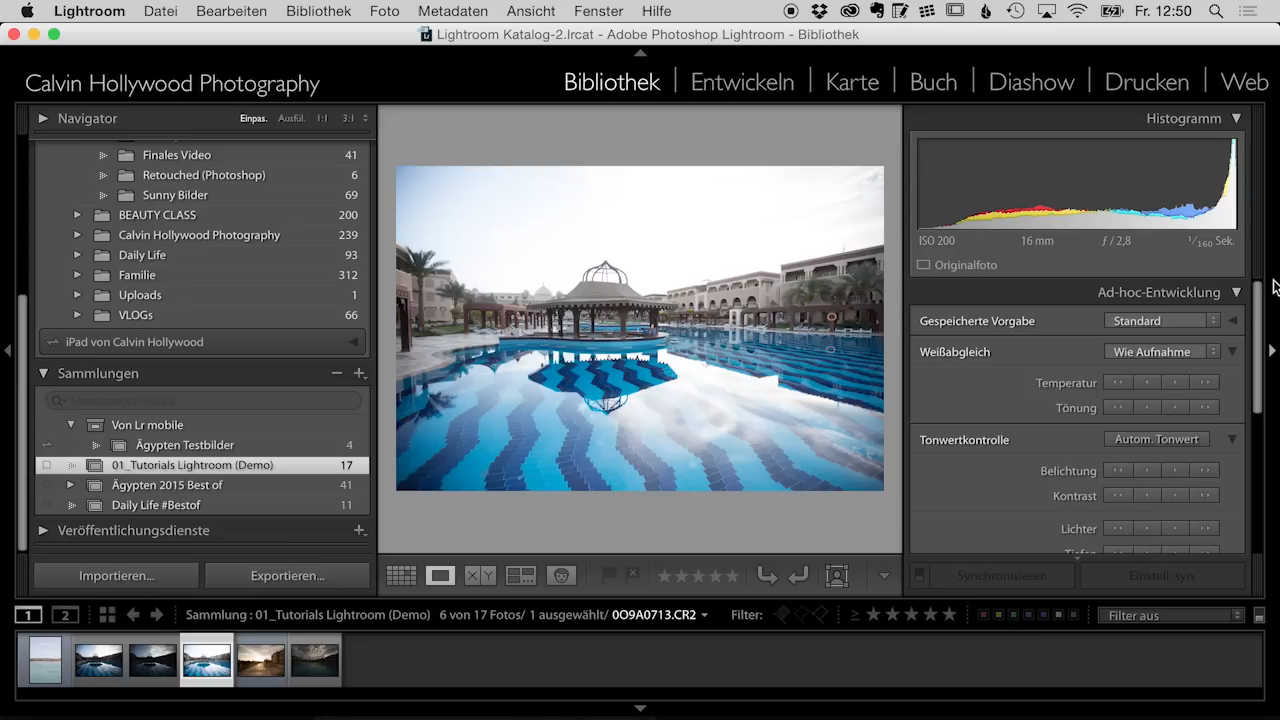 Lightroom Datei Bearbeiten Bibliothek Foto Metadaten Ansicht Fenster Hilfe Fr. 12:50
Lightroom Katalog-2.lrcat - Adobe Photoshop Lightroom - Bibliothek
Calvin Hollywood Photography
Bibliothek Entwickeln Karte Buch Diashow Drucken Web
Navigator Einpas. Ausfül. 1:1 3:1
Finales Video 41
Retouched (Photoshop) 6
Sunny Bilder 69
BEAUTY CLASS 200
Calvin Hollywood Photography 239
Daily Life 93
Familie 312
Uploads 1
VLOGs 66
iPad von Calvin Hollywood
Sammlungen
Von Lr mobile
Ägypten Testbilder 4
01_Tutorials Lightroom (Demo) 17
Ägypten 2015 Best of 41
Daily Life #Bestof 11
Veröffentlichungsdienste
Importieren... Exportieren...
Histogramm
ISO 200 16 mm ƒ / 2,8 1/160 Sek.
Originalfoto
Ad-hoc-Entwicklung
Gespeicherte Vorgabe Standard
Weißabgleich Wie Aufnahme
Temperatur
Tönung
Tonwertkontrolle Autom. Tonwert
Belichtung
Kontrast
Lichter
Tiefen
X Y
Synchronisieren Einstell. syn.
1 2 Sammlung : 01_Tutorials Lightroom (Demo) 6 von 17 Fotos/ 1 ausgewählt/ 0O9A0713.CR2 Filter: ≥ Filter aus